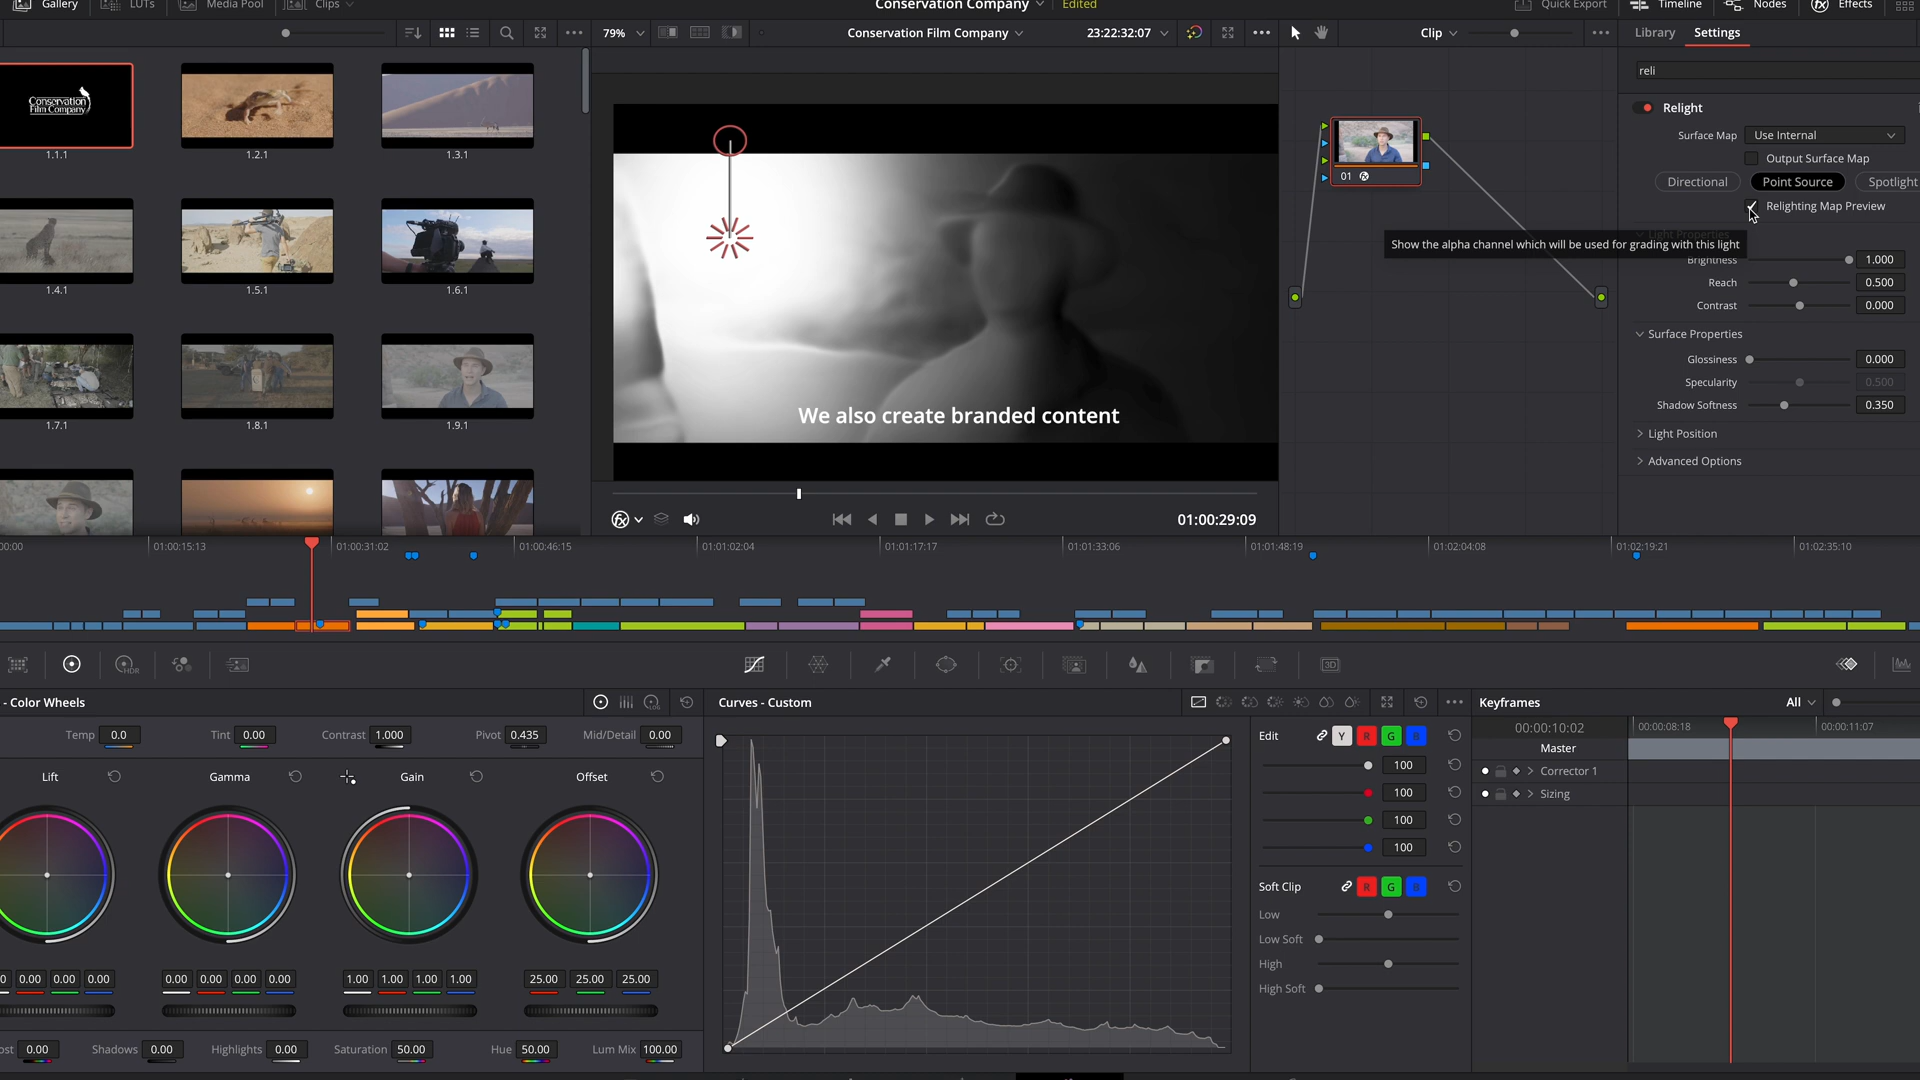 Gallery
LUTs
Media Pool
Clips
Conservation Company
Edited
Quick Export
Timeline
Nodes
Effects
79%
Conservation Film Company
23:22:32:07
Clip
Library
Settings
reli
Conservation
Film Company
1.1.1
1.2.1
1.3.1
1.4.1
1.5.1
1.6.1
1.7.1
1.8.1
1.9.1
We also create branded content
01:00:29:09
01
Relight
Surface Map
Use Internal
Output Surface Map
Directional
Point Source
Spotlight
Relighting Map Preview
Show the alpha channel which will be used for grading with this light
Light Properties
Brightness
1.000
Reach
0.500
Contrast
0.000
Surface Properties
Glossiness
0.000
Specularity
0.500
Shadow Softness
0.350
Light Position
Advanced Options
00:00
01:00:15:13
01:00:31:02
01:00:46:15
01:01:02:04
01:01:17:17
01:01:33:06
01:01:48:19
01:02:04:08
01:02:19:21
01:02:35:10
HDR
3D
- Color Wheels
LOG
Temp 0.0
Tint 0.00
Contrast 1.000
Pivot 0.435
Mid/Detail 0.00
Lift
Gamma
Gain
Offset
0 0.00 0.00 0.00
0.00 0.00 0.00 0.00
1.00 1.00 1.00 1.00
25.00 25.00 25.00
ost 0.00
Shadows 0.00
Highlights 0.00
Saturation 50.00
Hue 50.00
Lum Mix 100.00
Curves - Custom
Edit
Y R G B
100
100
100
100
Soft Clip
R G B
Low
Low Soft
High
High Soft
Keyframes
All
00:00:10:02
00:00:08:18
00:00:11:07
Master
Corrector 1
Sizing